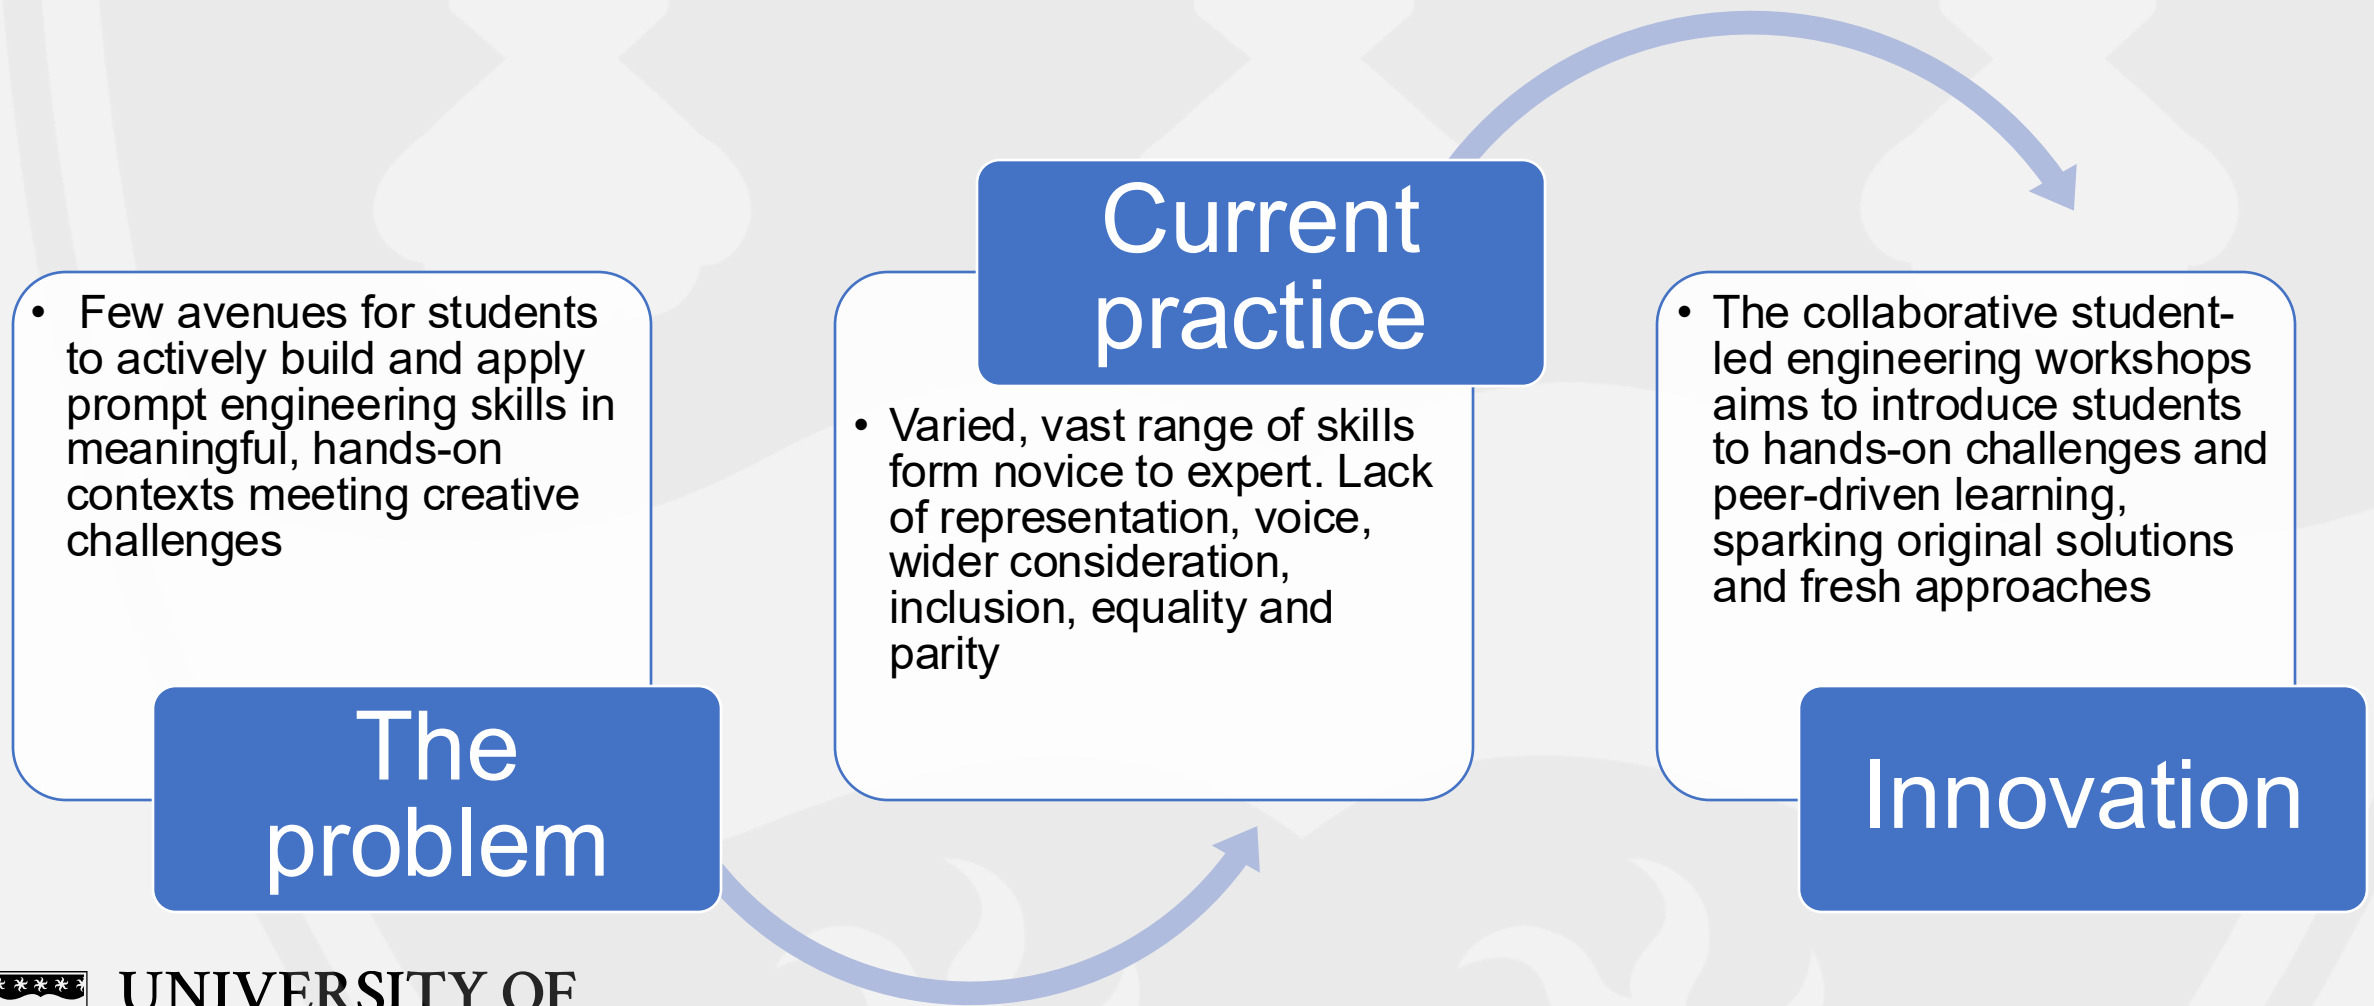 • Few avenues for students
to actively build and apply
prompt engineering skills in
meaningful, hands-on
contexts meeting creative
challenges
The
problem
Current
practice
• Varied, vast range of skills
form novice to expert. Lack
of representation, voice,
wider consideration,
inclusion, equality and
parity
• The collaborative student-
led engineering workshops
aims to introduce students
to hands-on challenges and
peer-driven learning,
sparking original solutions
and fresh approaches
Innovation
UNIVERSITY OF